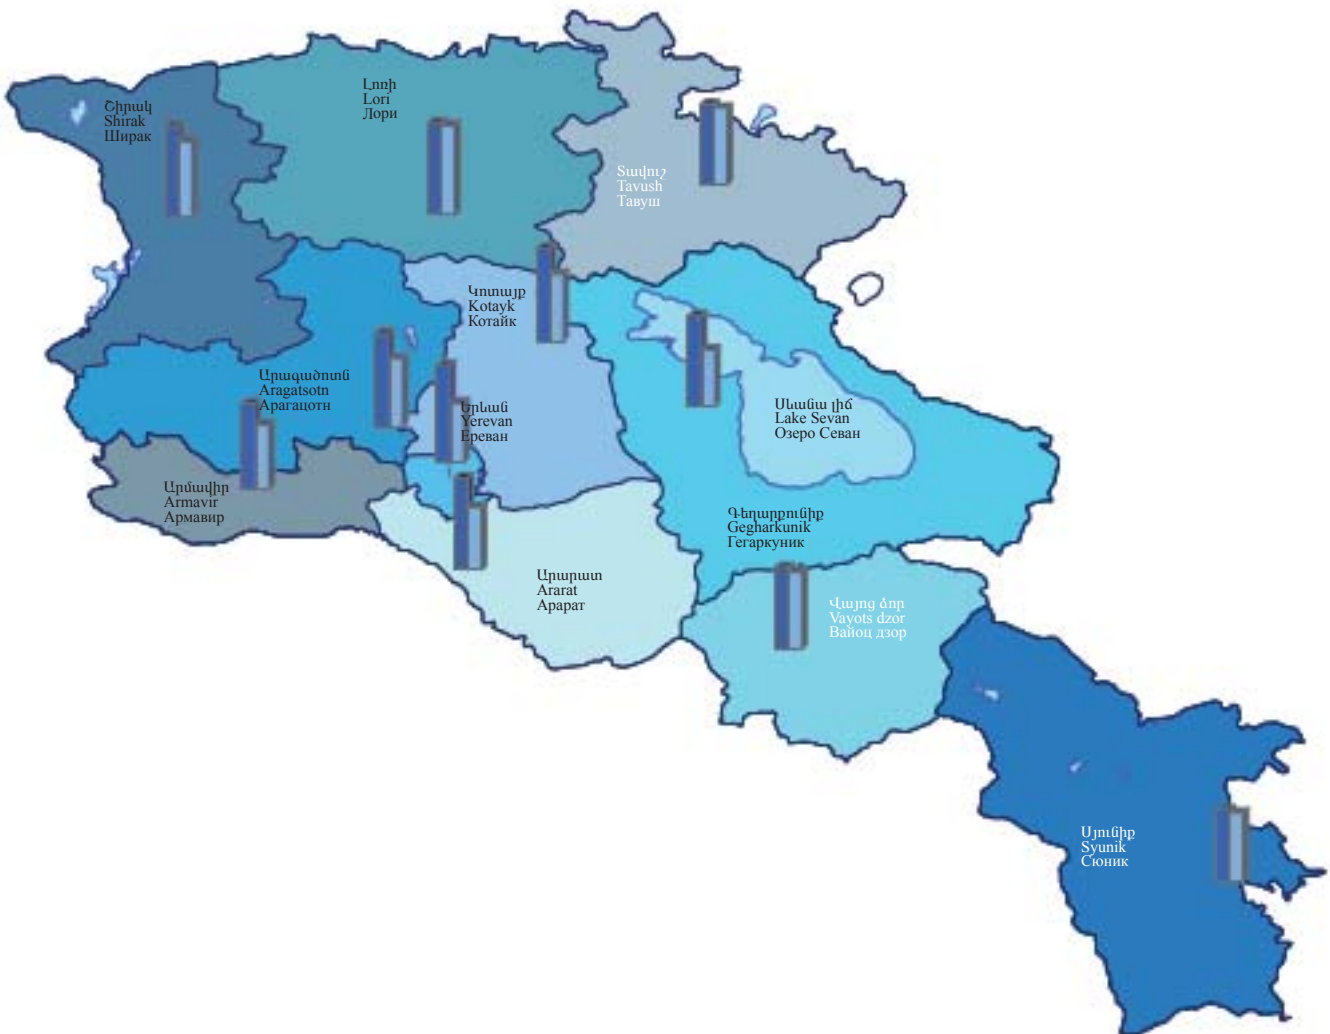 Լոռի
Lori
Лори
Շիրակ
Shirak
Ширак
Տավուշ
Tavush
Тавуш
Կոտայք
Kotayk
Котайк
Արագածոտն
Aragatsotn
Арагацотн
Երևան
Yerevan
Ереван
Սևանա լիճ
Lake Sevan
Озеро Севан
Արմավիր
Armavir
Армавир
Գեղարքունիք
Gegharkunik
Гегаркуник
Արարատ
Ararat
Арарат
Վայոց ձոր
Vayots dzor
Вайоц дзор
Սյունիք
Syunik
Сюник